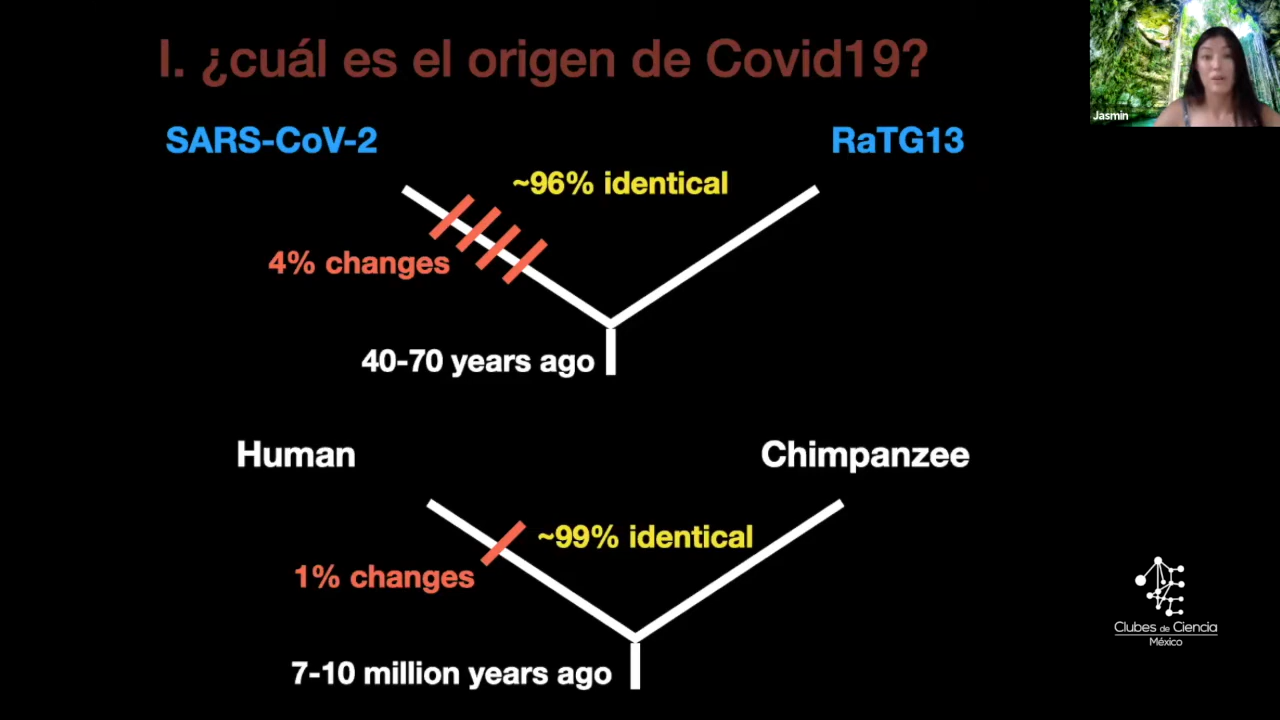 I. ¿cuál es el origen de Covid19?
Jasmin
SARS-CoV-2
RaTG13
~96% identical
4% changes
40-70 years ago
Human
Chimpanzee
~99% identical
1% changes
7-10 million years ago
Clubes de Ciencia
México